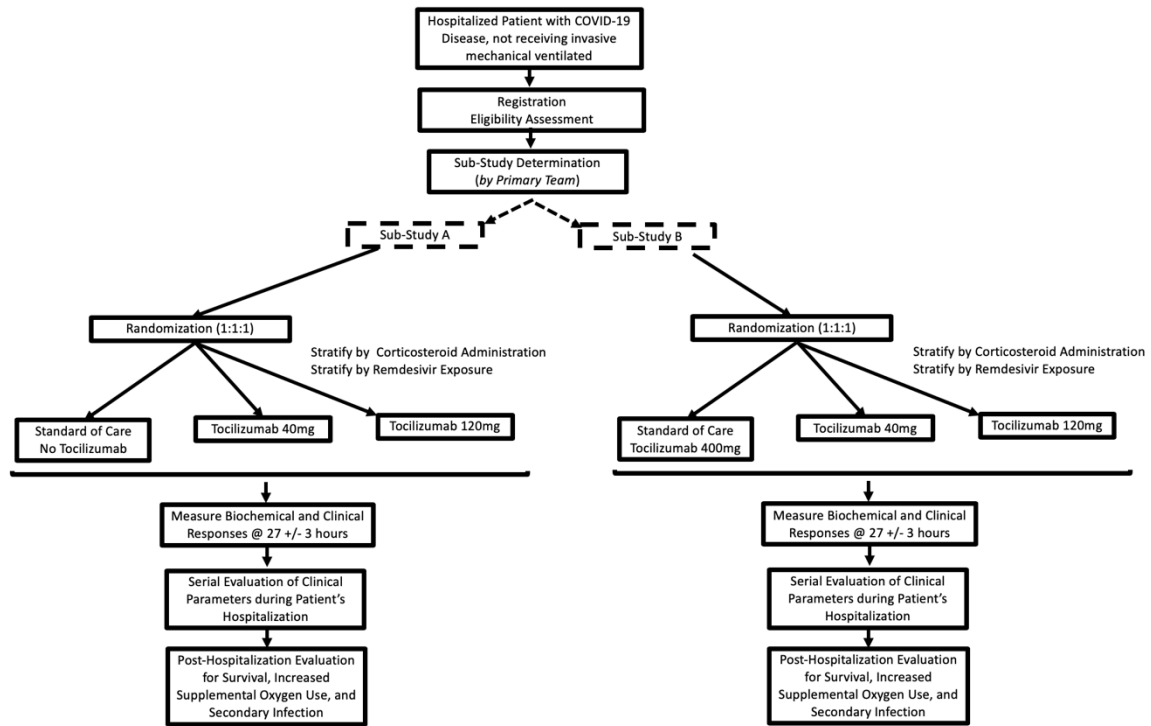 Hospitalized Patient with COVID-19
Disease, not receiving invasive
mechanical ventilated
Registration
Eligibility Assessment
Sub-Study Determination
(by Primary Team)
Sub-Study A
Sub-Study B
Randomization (1:1:1)
Randomization (1:1:1)
Stratify by  Corticosteroid Administration
Stratify by Remdesivir Exposure
Stratify by Corticosteroid Administration
Stratify by Remdesivir Exposure
Standard of Care
No Tocilizumab
Tocilizumab 40mg
Tocilizumab 120mg
Standard of Care
Tocilizumab 400mg
Tocilizumab 40mg
Tocilizumab 120mg
Measure Biochemical and Clinical
Responses @ 27 +/- 3 hours
Measure Biochemical and Clinical
Responses @ 27 +/- 3 hours
Serial Evaluation of Clinical
Parameters during Patient's
Hospitalization
Serial Evaluation of Clinical
Parameters during Patient's
Hospitalization
Post-Hospitalization Evaluation
for Survival, Increased
Supplemental Oxygen Use, and
Secondary Infection
Post-Hospitalization Evaluation
for Survival, Increased
Supplemental Oxygen Use, and
Secondary Infection